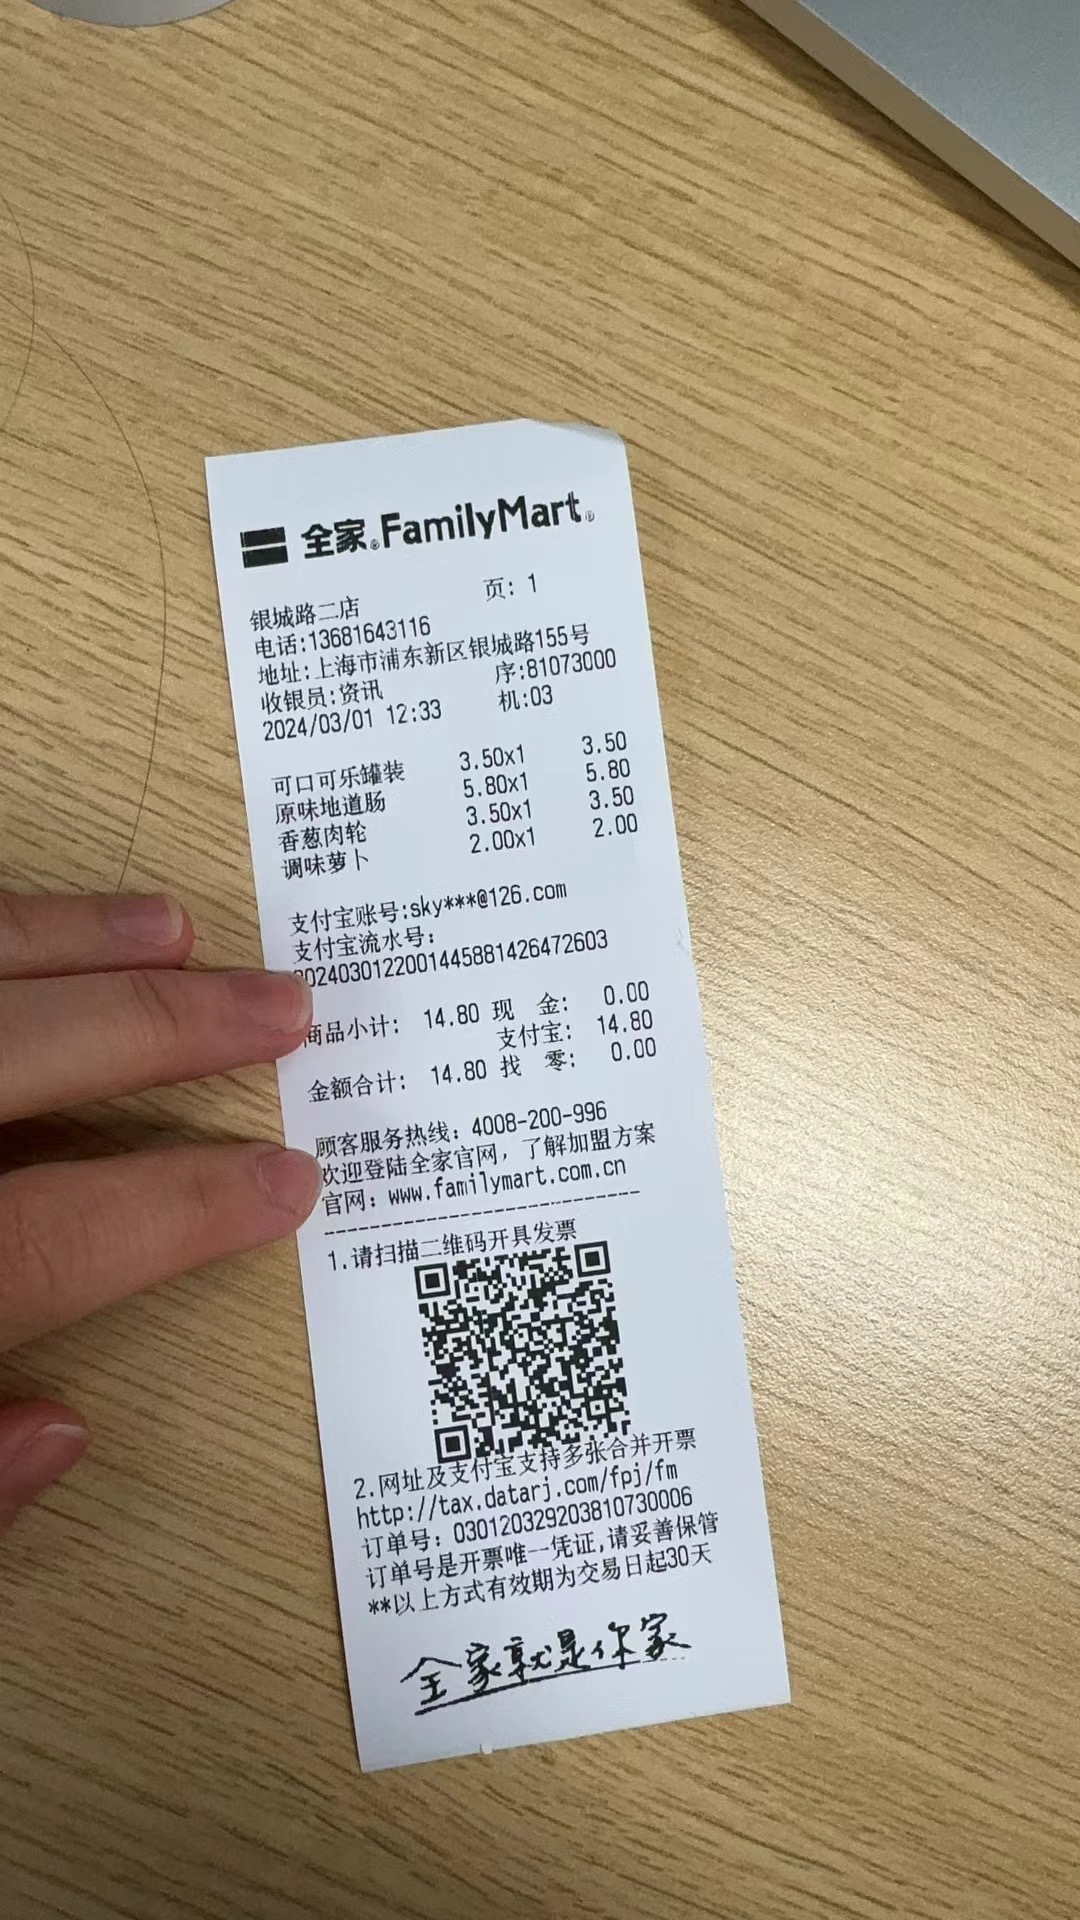 全家®FamilyMart®
页: 1
银城路二店
电话:13681643116
地址:上海市浦东新区银城路155号
收银员:资讯 序:81073000
2024/03/01 12:33 机:03
可口可乐罐装 3.50x1 3.50
原味地道肠 5.80x1 5.80
香葱肉轮 3.50x1 3.50
调味萝卜 2.00x1 2.00
支付宝账号:sky***@126.com
支付宝流水号:
2024030122001445881426472603
商品小计: 14.80 现 金: 0.00
支付宝: 14.80
金额合计: 14.80 找 零: 0.00
顾客服务热线: 4008-200-996
欢迎登陆全家官网, 了解加盟方案
官网: www.familymart.com.cn
--------------------------
1.请扫描二维码开具发票
2.网址及支付宝支持多张合并开票
http://tax.datarj.com/fpj/fm
订单号: 030120329203810730006
订单号是开票唯一凭证,请妥善保管
**以上方式有效期为交易日起30天
全家就是你家